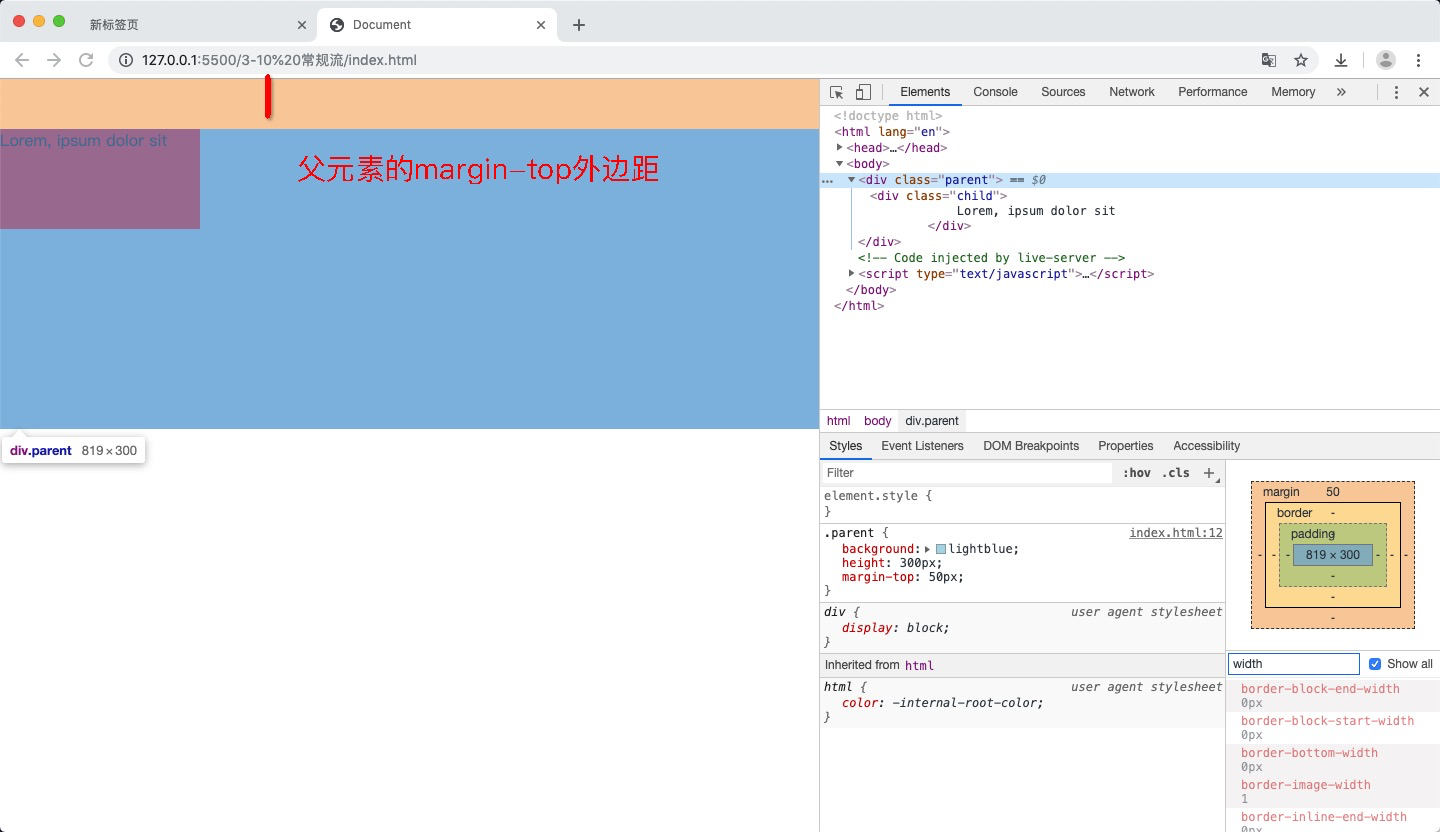 新标签页
Document
127.0.0.1:5500/3-10%20常规流/index.html
Lorem, ipsum dolor sit
父元素的margin-top外边距
div.parent 819×300
Elements Console Sources Network Performance Memory »
<!doctype html>
<html lang="en">
<head>…</head>
<body>
<div class="parent"> == $0
<div class="child">
Lorem, ipsum dolor sit
</div>
</div>
<!-- Code injected by live-server -->
<script type="text/javascript">…</script>
</body>
</html>
html body div.parent
Styles Event Listeners DOM Breakpoints Properties Accessibility
Filter :hov .cls +
element.style {
}
.parent { index.html:12
background: lightblue;
height: 300px;
margin-top: 50px;
}
div { user agent stylesheet
display: block;
}
Inherited from html
html { user agent stylesheet
color: -internal-root-color;
}
margin 50
border -
padding -
- - - 819 × 300 - - -
-
-
-
width Show all
border-block-end-width
0px
border-block-start-width
0px
border-bottom-width
0px
border-image-width
1
border-inline-end-width